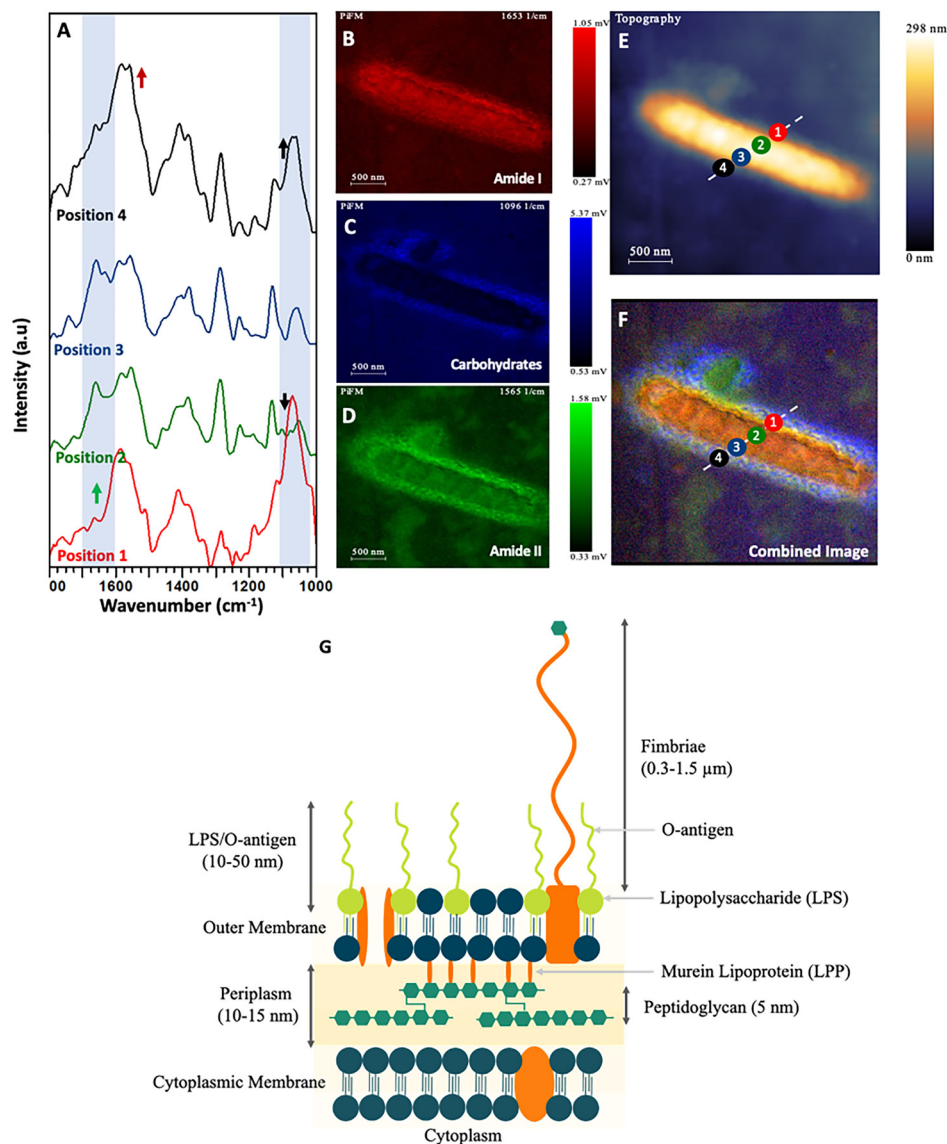 A
Intensity (a.u)
Position 4
Position 3
Position 2
Position 1
00 1600 1400 1200 1000
Wavenumber (cm-1)
B
PiFM 1653 1/cm
500 nm
Amide I
1.05 mV
0.27 mV
C
PiFM 1096 1/cm
500 nm
Carbohydrates
5.37 mV
0.53 mV
D
PiFM 1565 1/cm
500 nm
Amide II
1.58 mV
0.33 mV
Topography
E
1
2
3
4
500 nm
298 nm
0 nm
F
1
2
3
4
Combined Image
G
Fimbriae
(0.3-1.5 µm)
LPS/O-antigen
(10-50 nm)
O-antigen
Lipopolysaccharide (LPS)
Outer Membrane
Murein Lipoprotein (LPP)
Periplasm
(10-15 nm)
Peptidoglycan (5 nm)
Cytoplasmic Membrane
Cytoplasm